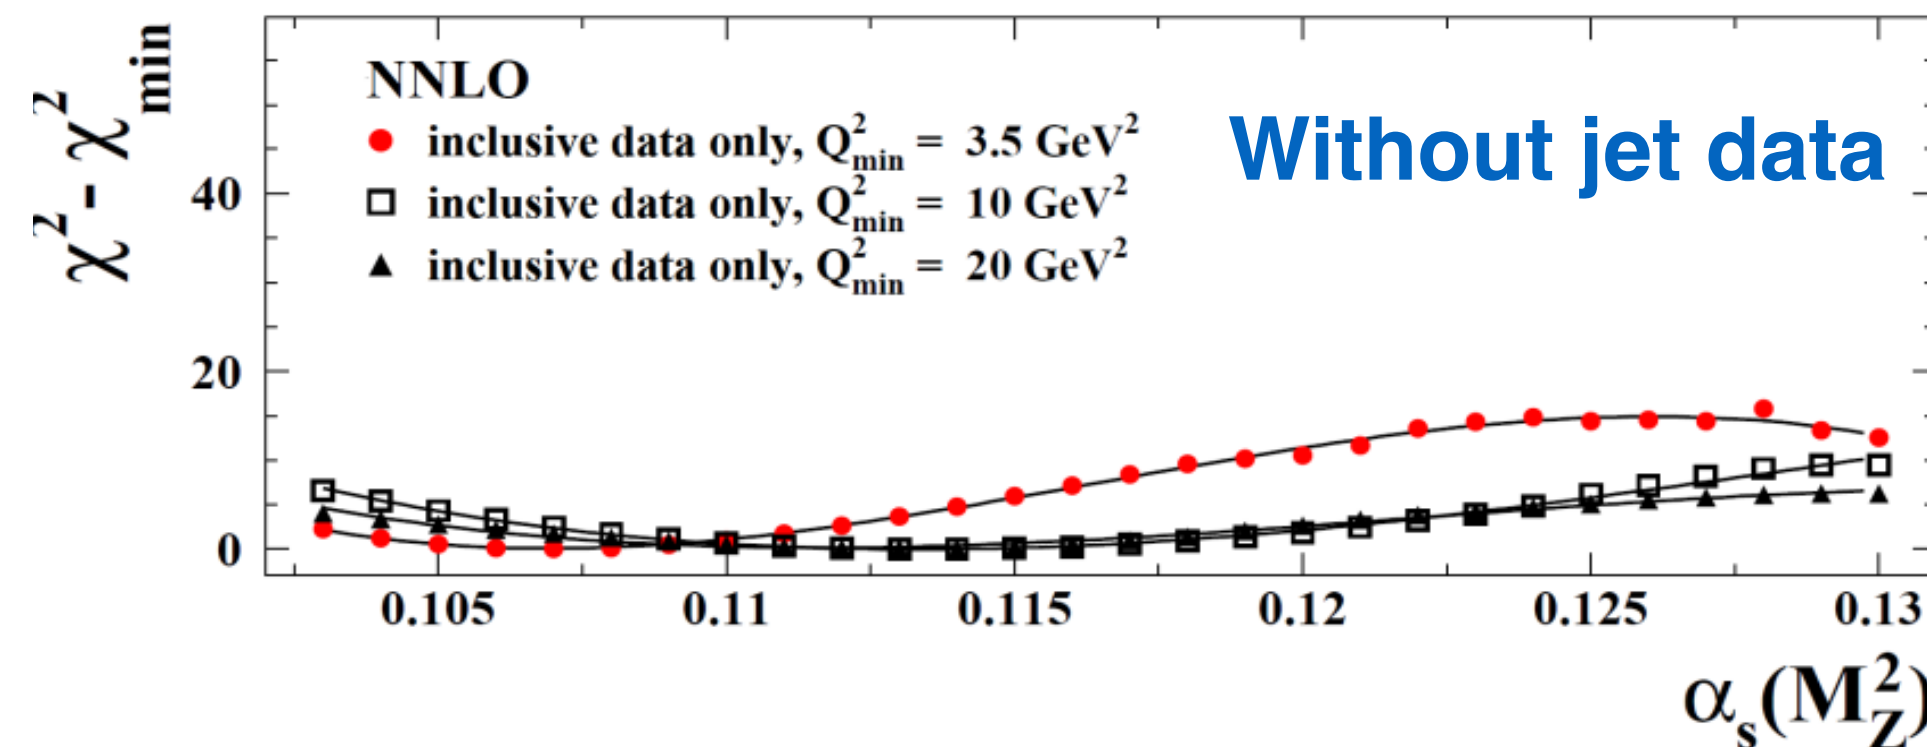 χ² - χ²min
NNLO
inclusive data only, Q²min = 3.5 GeV²
inclusive data only, Q²min = 10 GeV²
inclusive data only, Q²min = 20 GeV²
Without jet data
40
20
0
0.105 0.11 0.115 0.12 0.125 0.13
αs(M²Z)